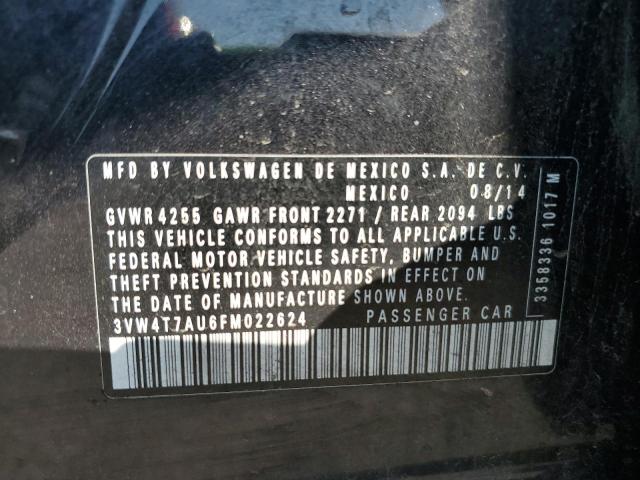 MFD BY VOLKSWAGEN DE MEXICO S.A. DE C.V.
MEXICO 08/14
GVWR 4255 GAWR FRONT 2271 / REAR 2094 LBS
THIS VEHICLE CONFORMS TO ALL APPLICABLE U.S.
FEDERAL MOTOR VEHICLE SAFETY, BUMPER AND
THEFT PREVENTION STANDARDS IN EFFECT ON
THE DATE OF MANUFACTURE SHOWN ABOVE.
3VW4T7AU6FM022624 PASSENGER CAR
3358336 1017 M